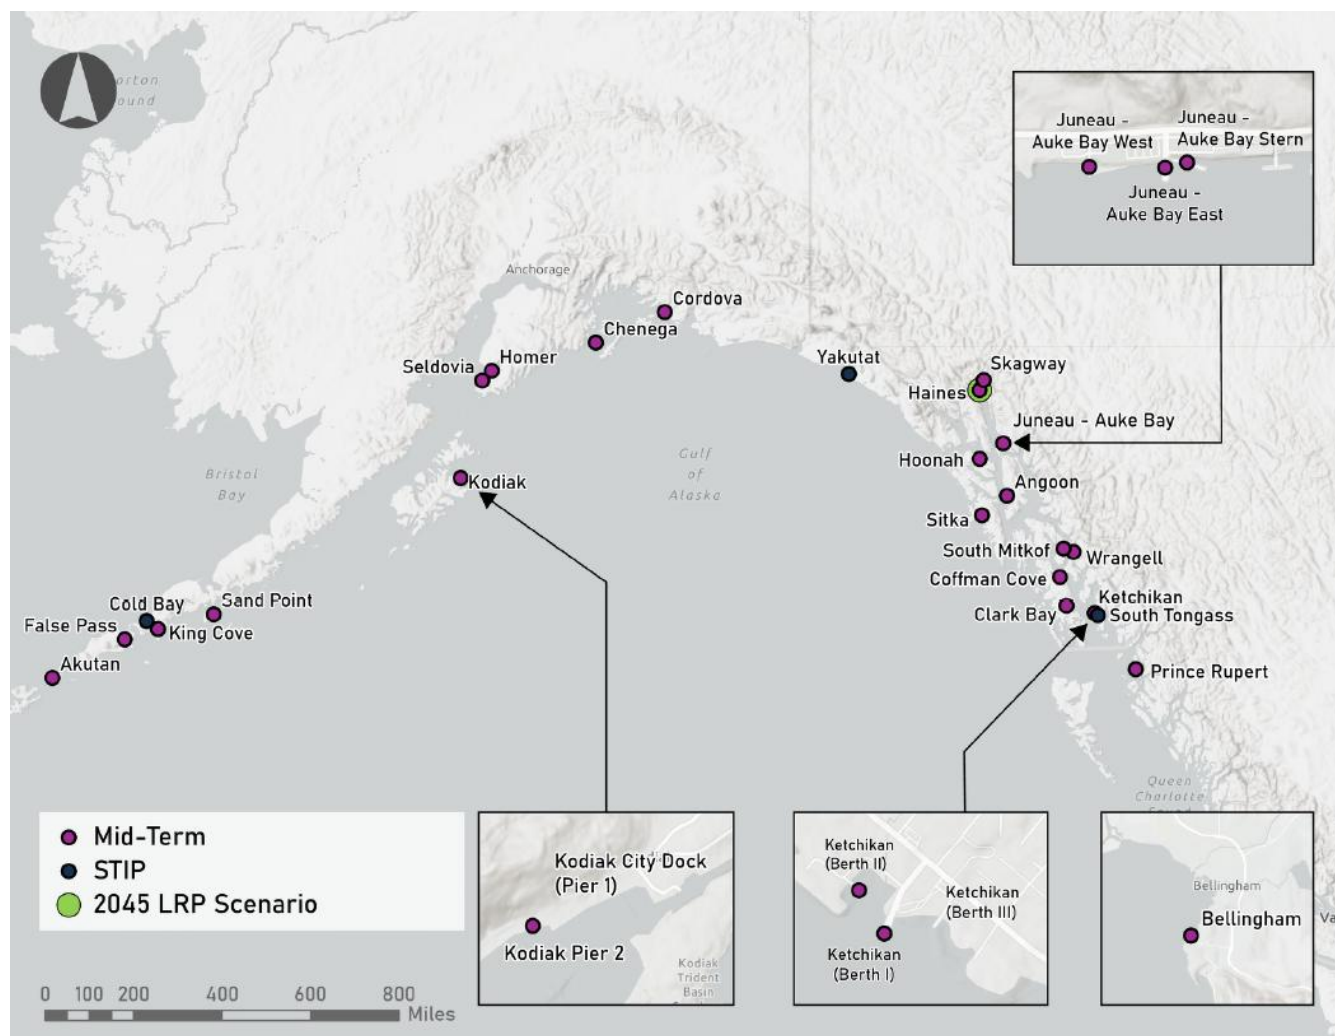 orton
ound
Juneau -
Auke Bay West
Juneau -
Auke Bay Stern
Juneau -
Auke Bay East
Anchorage
Cordova
Chenega
Seldovia
Homer
Yakutat
Skagway
Haines
Juneau - Auke Bay
Hoonah
Gulf
of
Alaska
Bristol
Bay
Kodiak
Angoon
Sitka
South Mitkof
Wrangell
Coffman Cove
Clark Bay
Ketchikan
South Tongass
Cold Bay
Sand Point
False Pass
King Cove
Akutan
Prince Rupert
Queen
Charlotte
Mid-Term
STIP
2045 LRP Scenario
0 100 200 400 600 800
Miles
Kodiak City Dock
(Pier 1)
Kodiak Pier 2
Kodiak
Trident
Basin
Ketchikan
(Berth II)
Ketchikan
(Berth III)
Ketchikan
(Berth I)
Bellingham
Bellingham
Va